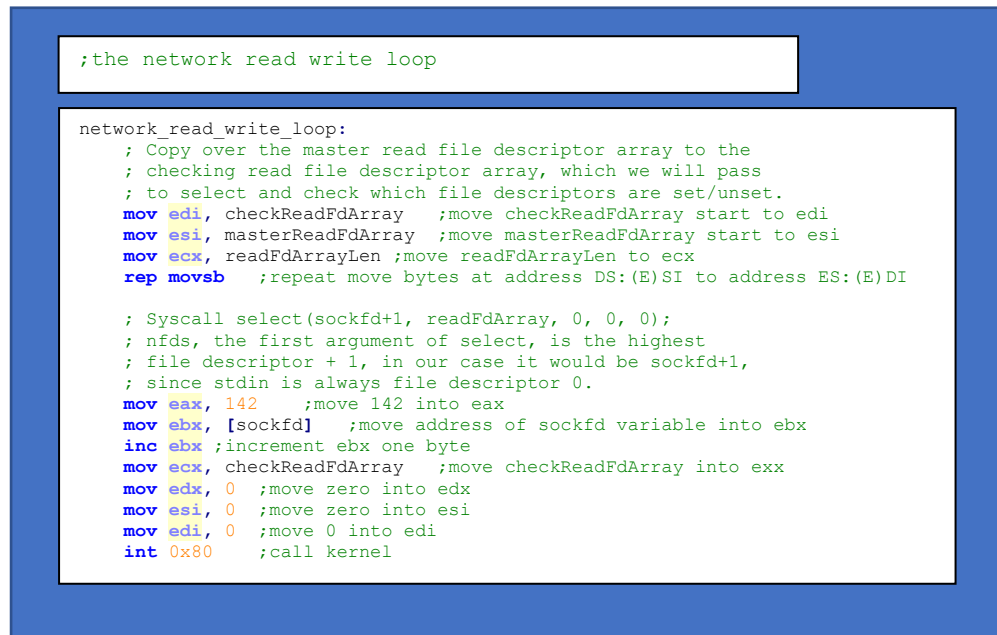 ;the network read write loop
network_read_write_loop:
; Copy over the master read file descriptor array to the
; checking read file descriptor array, which we will pass
; to select and check which file descriptors are set/unset.
mov edi, checkReadFdArray ;move checkReadFdArray start to edi
mov esi, masterReadFdArray ;move masterReadFdArray start to esi
mov ecx, readFdArrayLen ;move readFdArrayLen to ecx
rep movsb ;repeat move bytes at address DS:(E)SI to address ES:(E)DI
; Syscall select(sockfd+1, readFdArray, 0, 0, 0);
; nfds, the first argument of select, is the highest
; file descriptor + 1, in our case it would be sockfd+1,
; since stdin is always file descriptor 0.
mov eax, 142 ;move 142 into eax
mov ebx, [sockfd] ;move address of sockfd variable into ebx
inc ebx ;increment ebx one byte
mov ecx, checkReadFdArray ;move checkReadFdArray into exx
mov edx, 0 ;move zero into edx
mov esi, 0 ;move zero into esi
mov edi, 0 ;move 0 into edi
int 0x80 ;call kernel